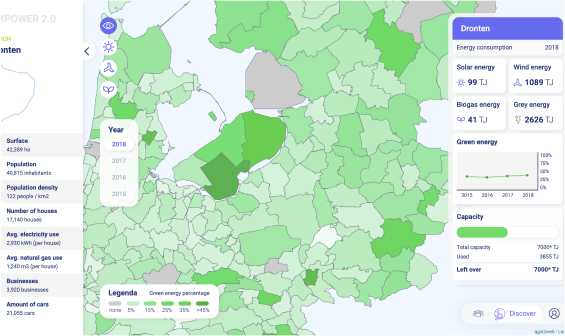 MPOWER 2.0
ION
onten
Surface
42,389 ha
Population
40,815 inhabitants
Population density
122 people / km2
Number of houses
17,140 houses
Avg. electricity use
2,930 kWh (per house)
Avg. natural gas use
1,240 m3 (per house)
Businesses
3,920 businesses
Amount of cars
21,055 cars
Year
2018
2017
2016
2015
Legenda
Green energy percentage
none 5% 15% 25% 35% >45%
Dronten
Energy consumption 2018
Solar energy
99 TJ
Wind energy
1089 TJ
Biogas energy
41 TJ
Grey energy
2626 TJ
Green energy
100%
75%
50%
25%
0%
2015 2016 2017 2018
Capacity
Total capacity 7000* TJ
Used 3855 TJ
Left over 7000* TJ
Discover